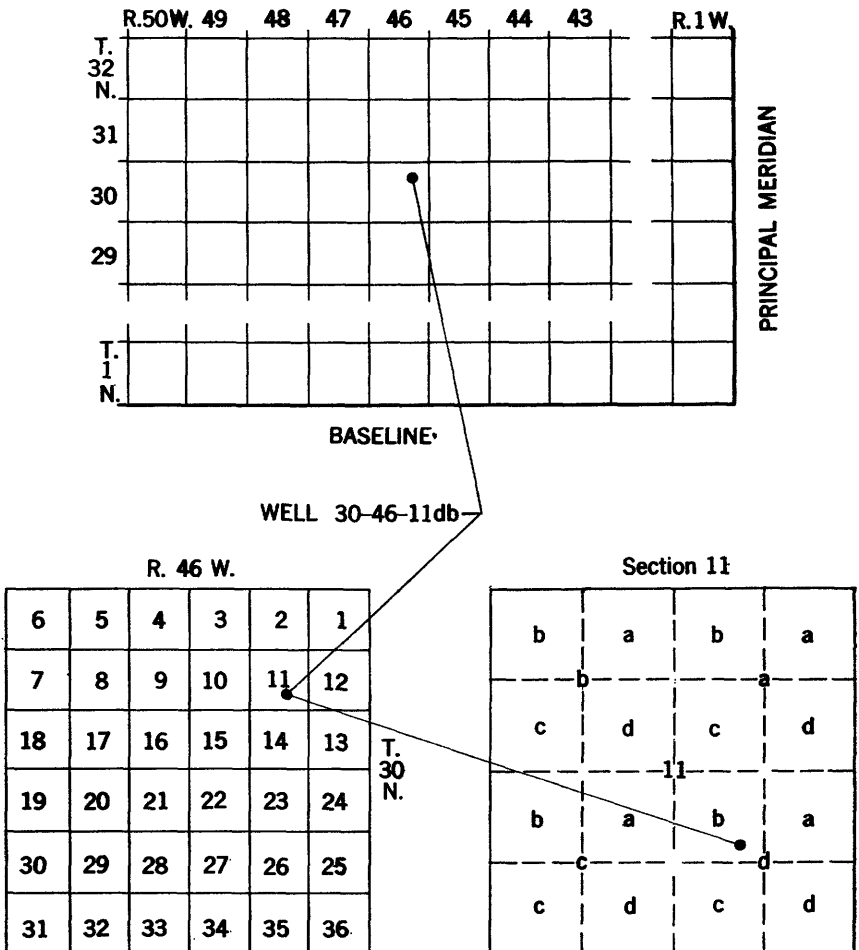 R.50W. 49 48 47 46 45 44 43 R.1W.
T.
32
N.
31
30
29
T.
1
N.
PRINCIPAL MERIDIAN
BASELINE
WELL 30-46-11db
R. 46 W.
6 5 4 3 2 1
7 8 9 10 11 12
18 17 16 15 14 13
19 20 21 22 23 24
30 29 28 27 26 25
31 32 33 34 35 36
T.
30
N.
Section 11
b a b a
b a
c d c d
11
b a b a
c d
c d c d